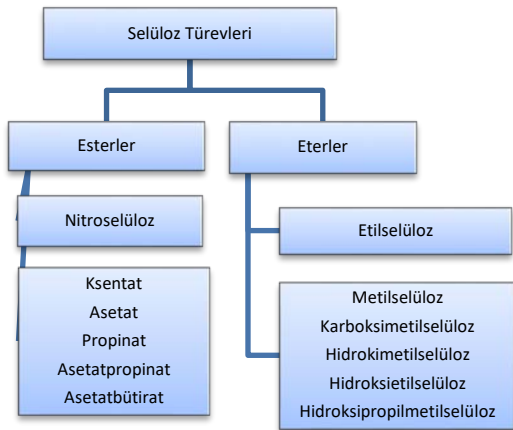 Selüloz Türevleri
Esterler
Nitroselüloz
Ksentat
Asetat
Propinat
Asetatpropinat
Asetatbütirat
Eterler
Etilselüloz
Metilselüloz
Karboksimetilselüloz
Hidrokimetilselüloz
Hidroksietilselüloz
Hidroksipropilmetilselüloz